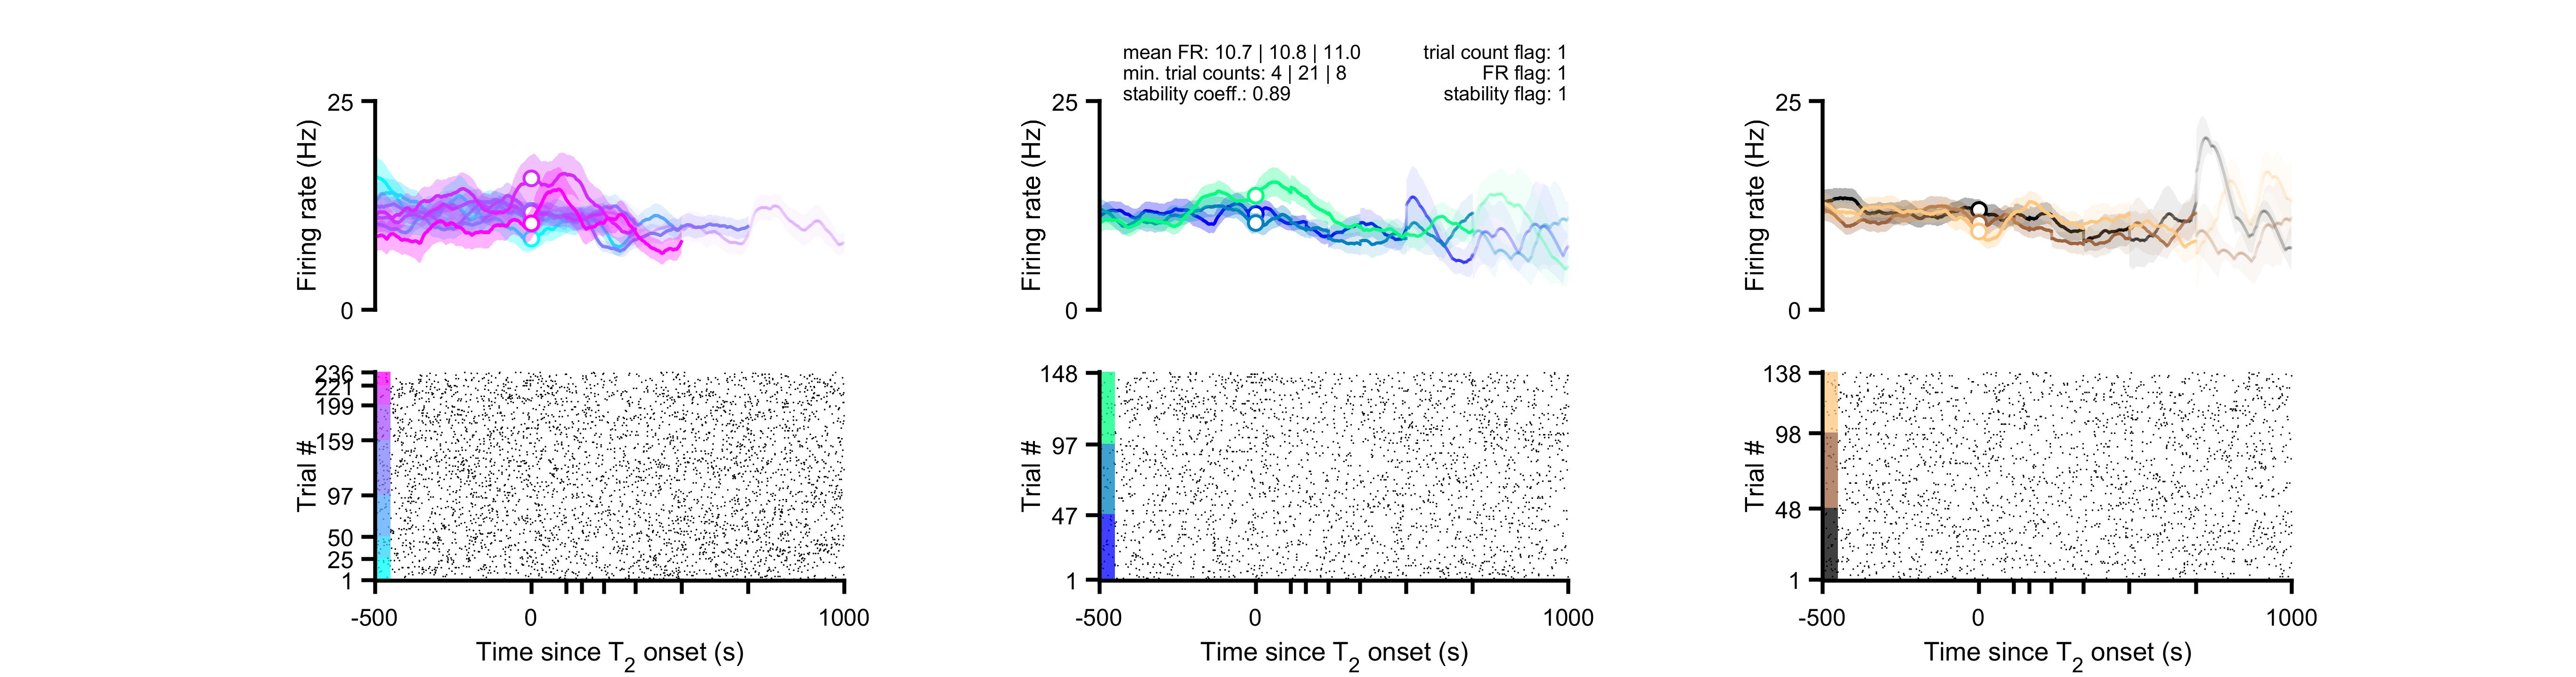 mean FR: 10.7 | 10.8 | 11.0
trial count flag: 1
min. trial counts: 4 | 21 | 8
FR flag: 1
stability coeff.: 0.89
stability flag: 1
25
Firing rate (Hz)
0
25
Firing rate (Hz)
0
25
Firing rate (Hz)
0
236
221
199
159
97
50
25
1
Trial #
-500
0
1000
Time since T2 onset (s)
148
97
47
1
Trial #
-500
0
1000
Time since T2 onset (s)
138
98
48
1
Trial #
-500
0
1000
Time since T2 onset (s)